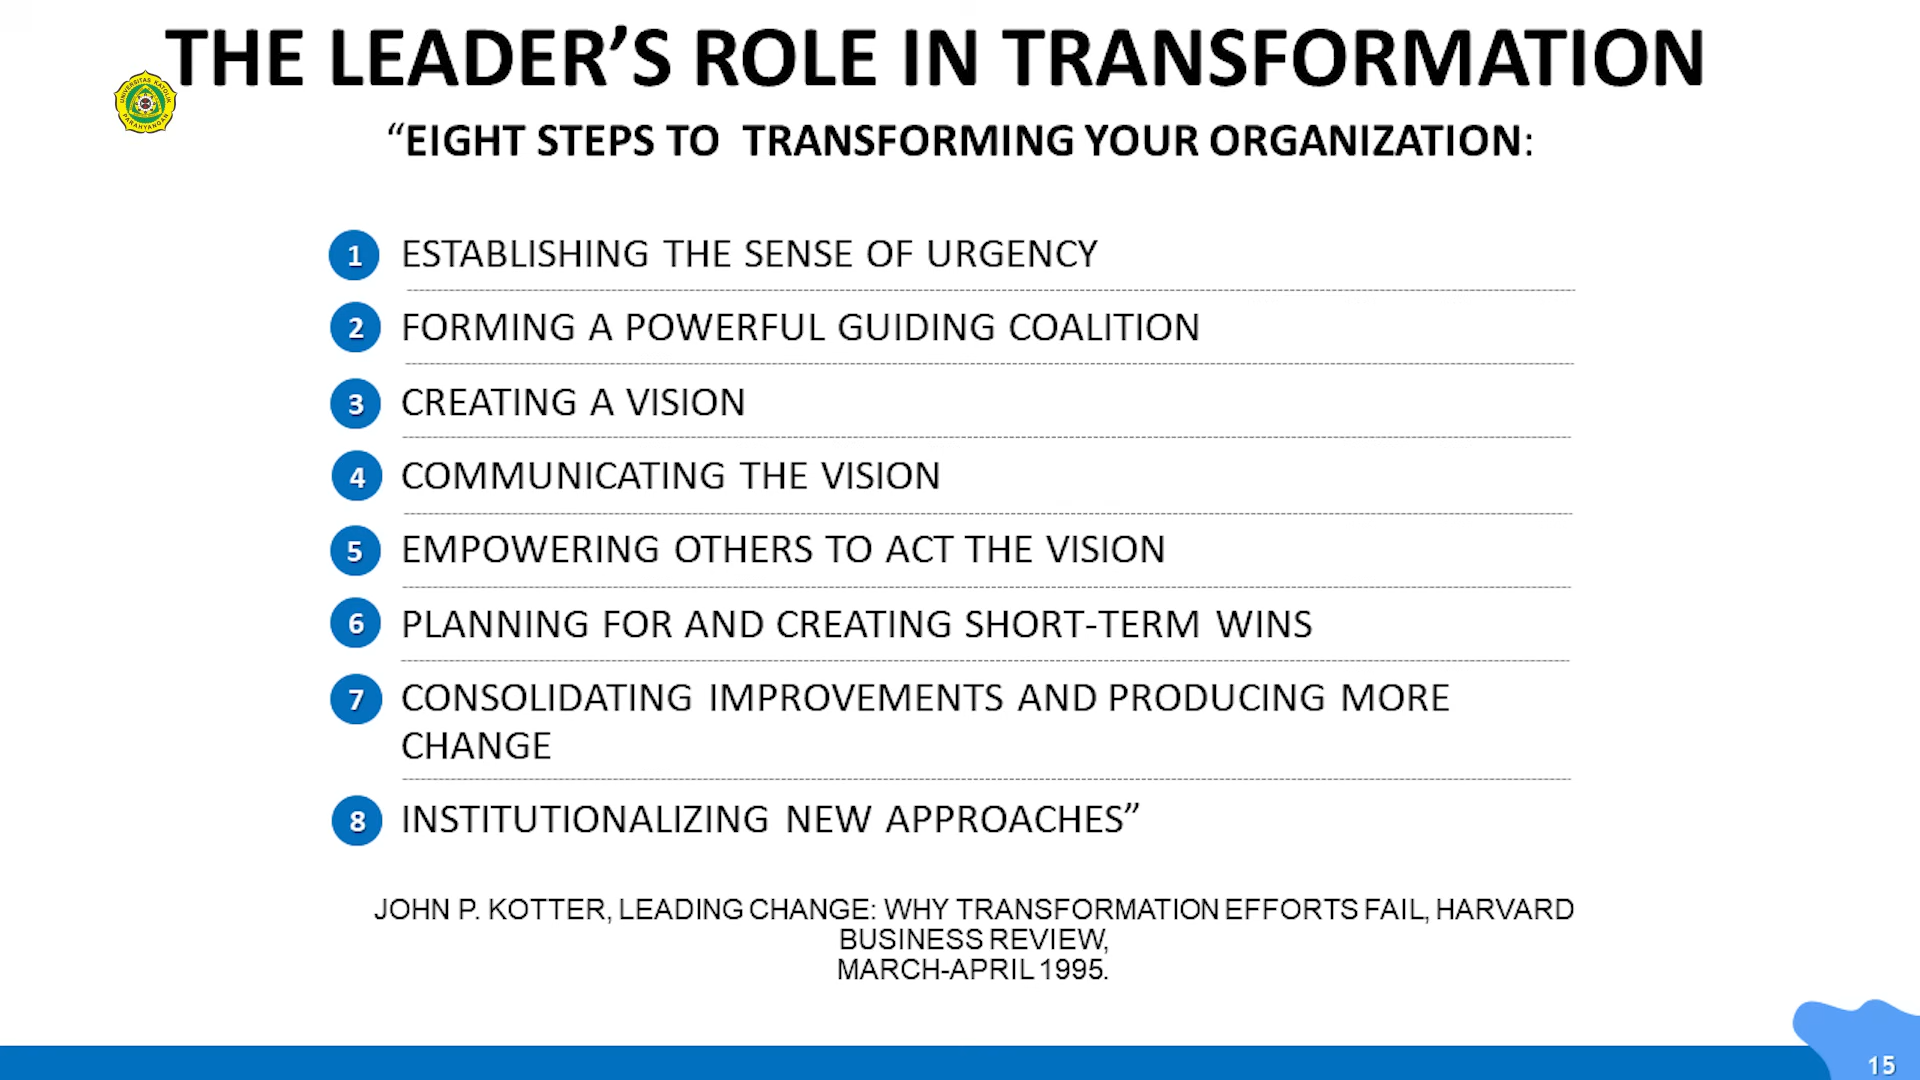 THE LEADER’S ROLE IN TRANSFORMATION
UNIVERSITAS KATOLIK
PARAHYANGAN
“EIGHT STEPS TO TRANSFORMING YOUR ORGANIZATION:
1 ESTABLISHING THE SENSE OF URGENCY
2 FORMING A POWERFUL GUIDING COALITION
3 CREATING A VISION
4 COMMUNICATING THE VISION
5 EMPOWERING OTHERS TO ACT THE VISION
6 PLANNING FOR AND CREATING SHORT-TERM WINS
7 CONSOLIDATING IMPROVEMENTS AND PRODUCING MORE
CHANGE
8 INSTITUTIONALIZING NEW APPROACHES”
JOHN P. KOTTER, LEADING CHANGE: WHY TRANSFORMATION EFFORTS FAIL, HARVARD
BUSINESS REVIEW,
MARCH-APRIL 1995.
15